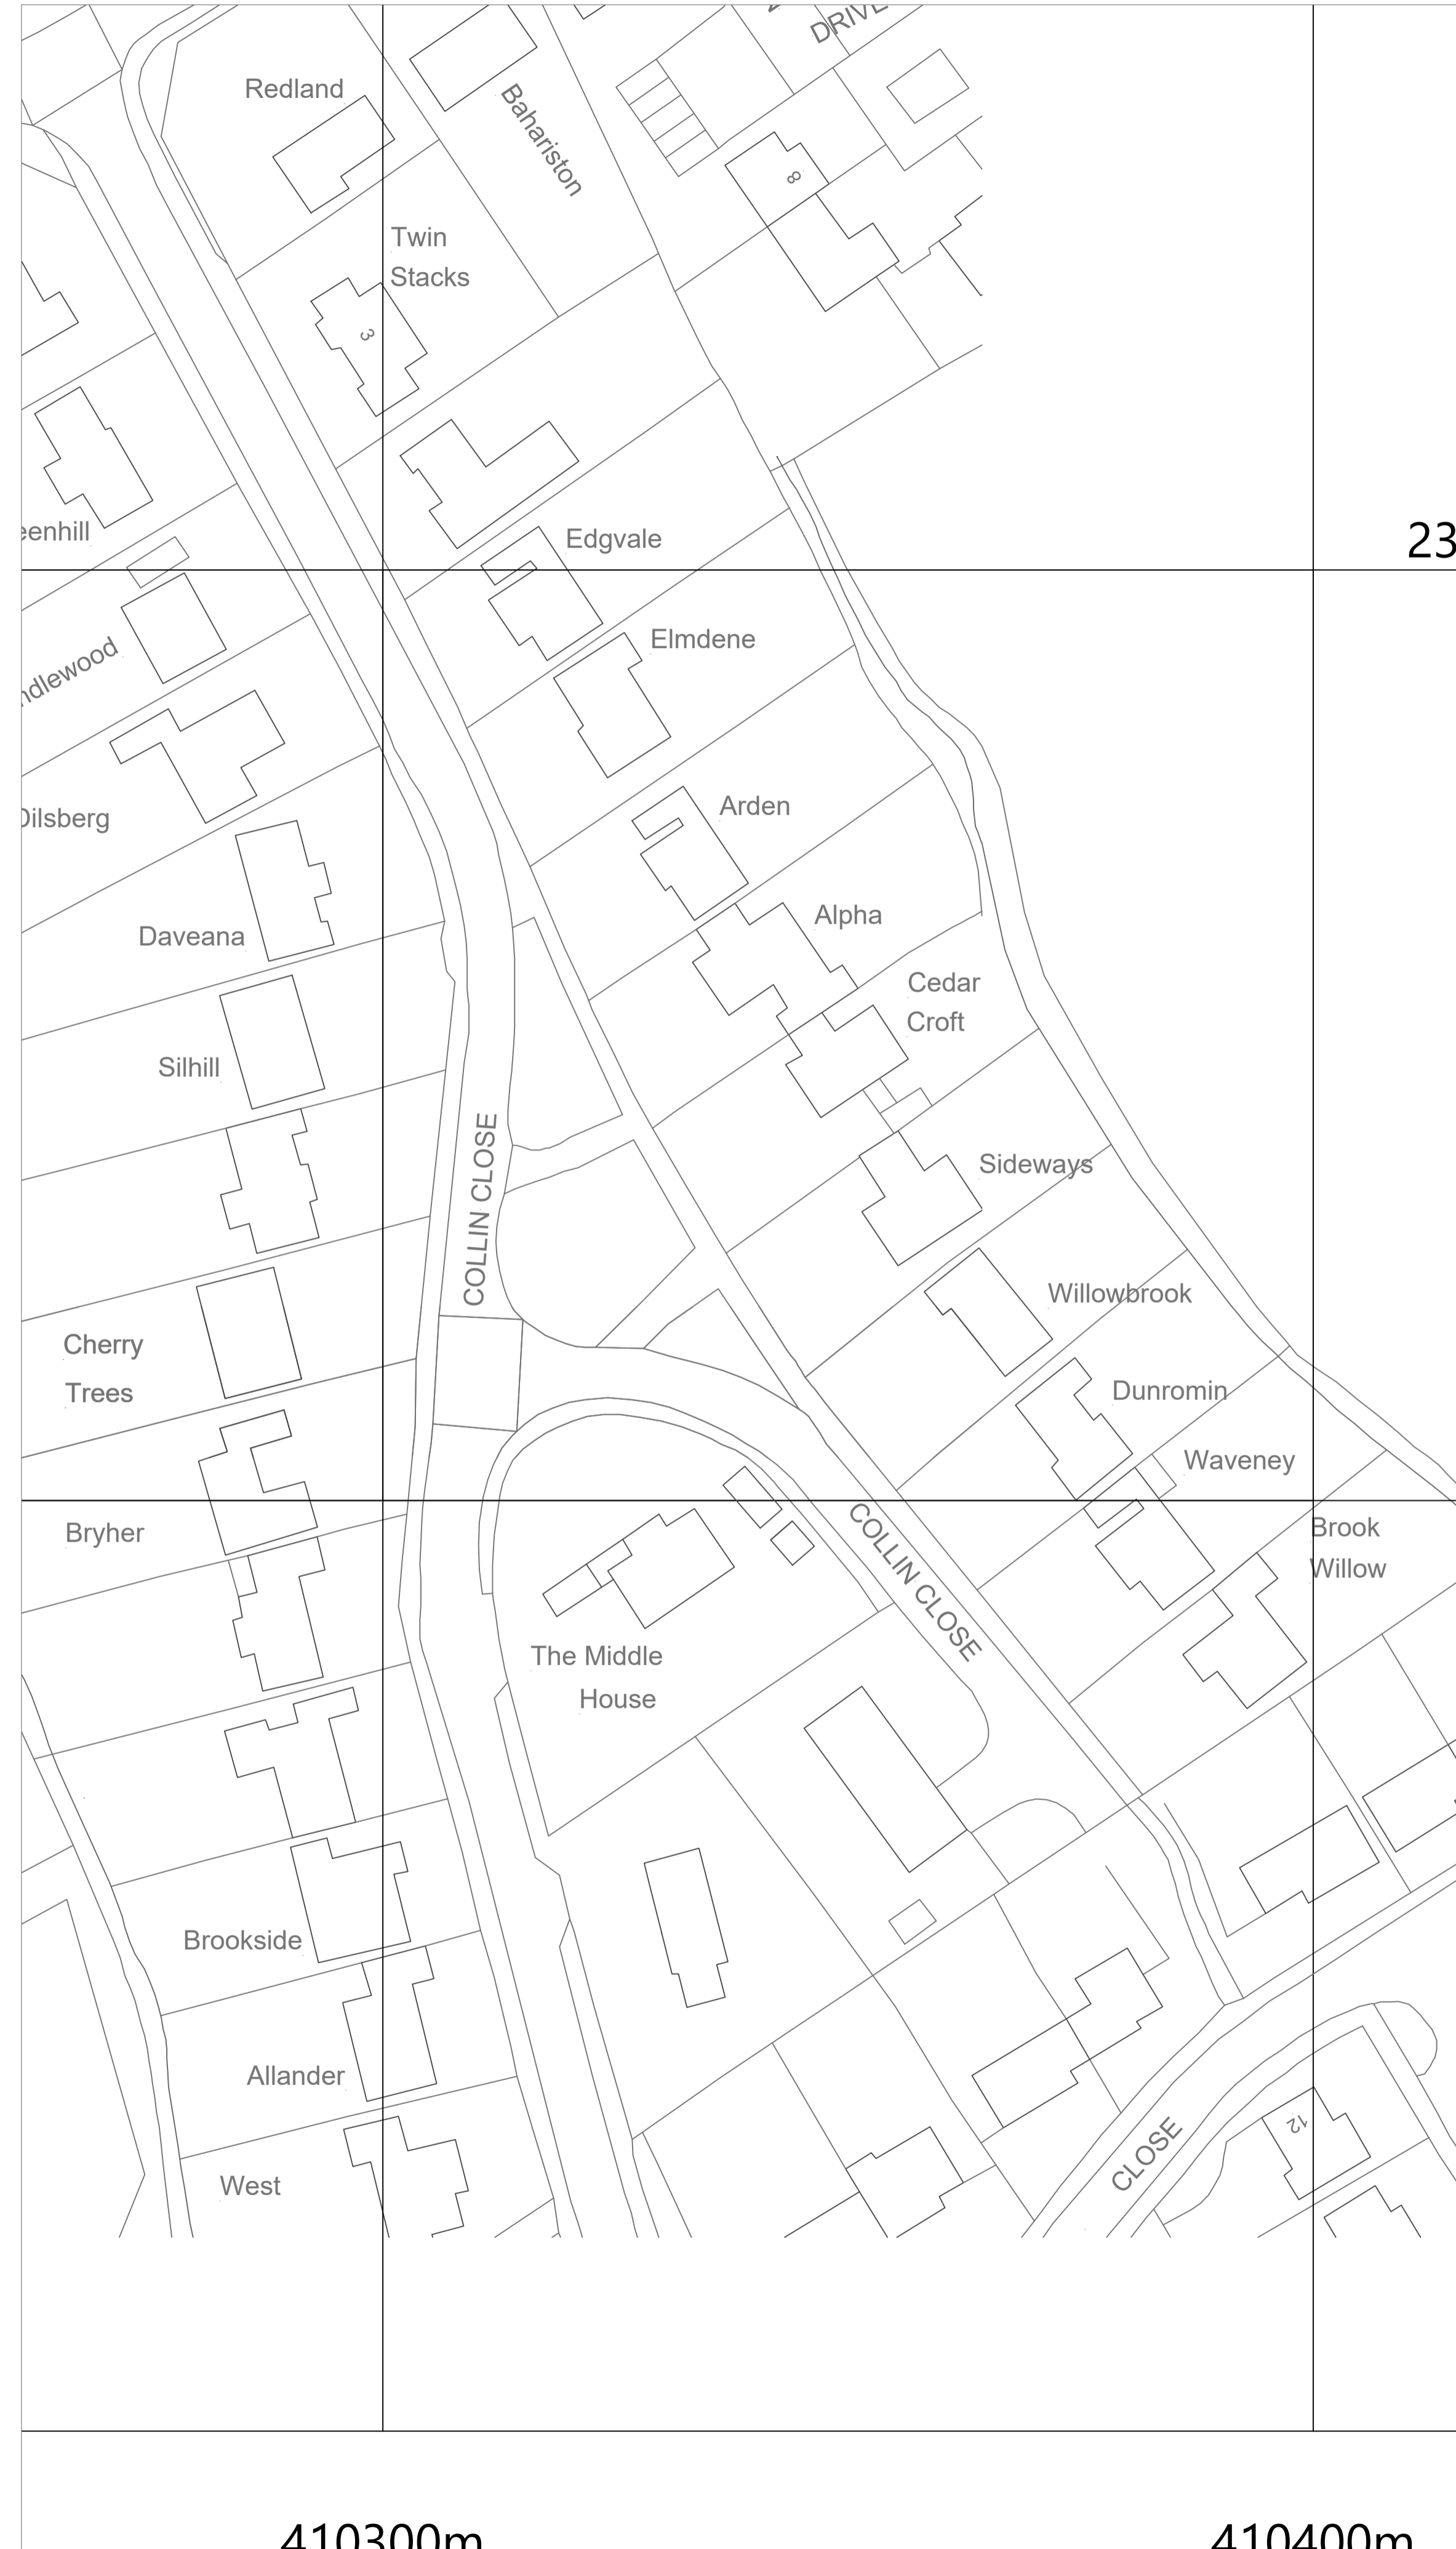 DRIVE
Redland
Bahariston
8
Twin
Stacks
3
eenhill
Edgvale
23
ndlewood
Elmdene
Dilsberg
Arden
Daveana
Alpha
Cedar
Croft
Silhill
COLLIN CLOSE
Sideways
Willowbrook
Cherry
Trees
Dunromin
Waveney
Bryher
COLLIN CLOSE
Brook
Willow
The Middle
House
Brookside
Allander
CLOSE
12
West
410300m
410400m